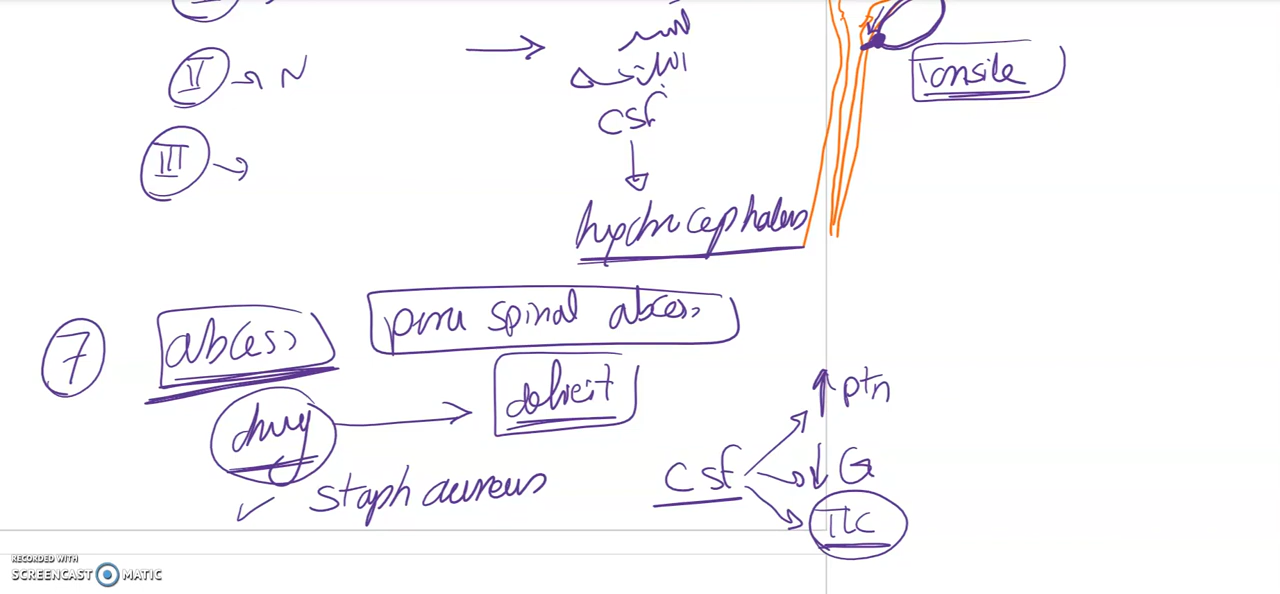 II → N
→
csf
↓
III →
Tonsile
hydrocephalus
7
abcess
para spinal abcess
drug → deficit
✓ staph aureus
csf
↑ ptn
↓ G
TLC
RECORDED WITH
SCREENCAST MATIC